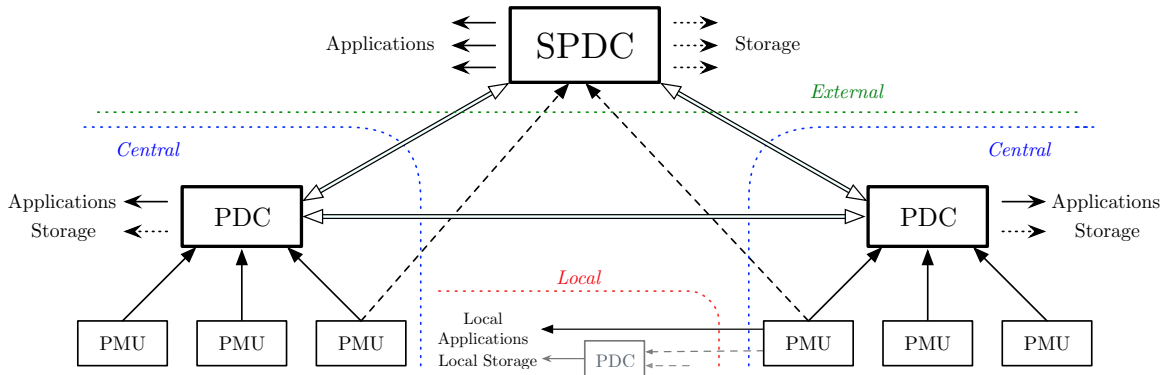 Applications
SPDC
Storage
External
Central
Central
Applications
Storage
PDC
PDC
Applications
Storage
Local
Local
Applications
Local Storage
PDC
PMU
PMU
PMU
PMU
PMU
PMU